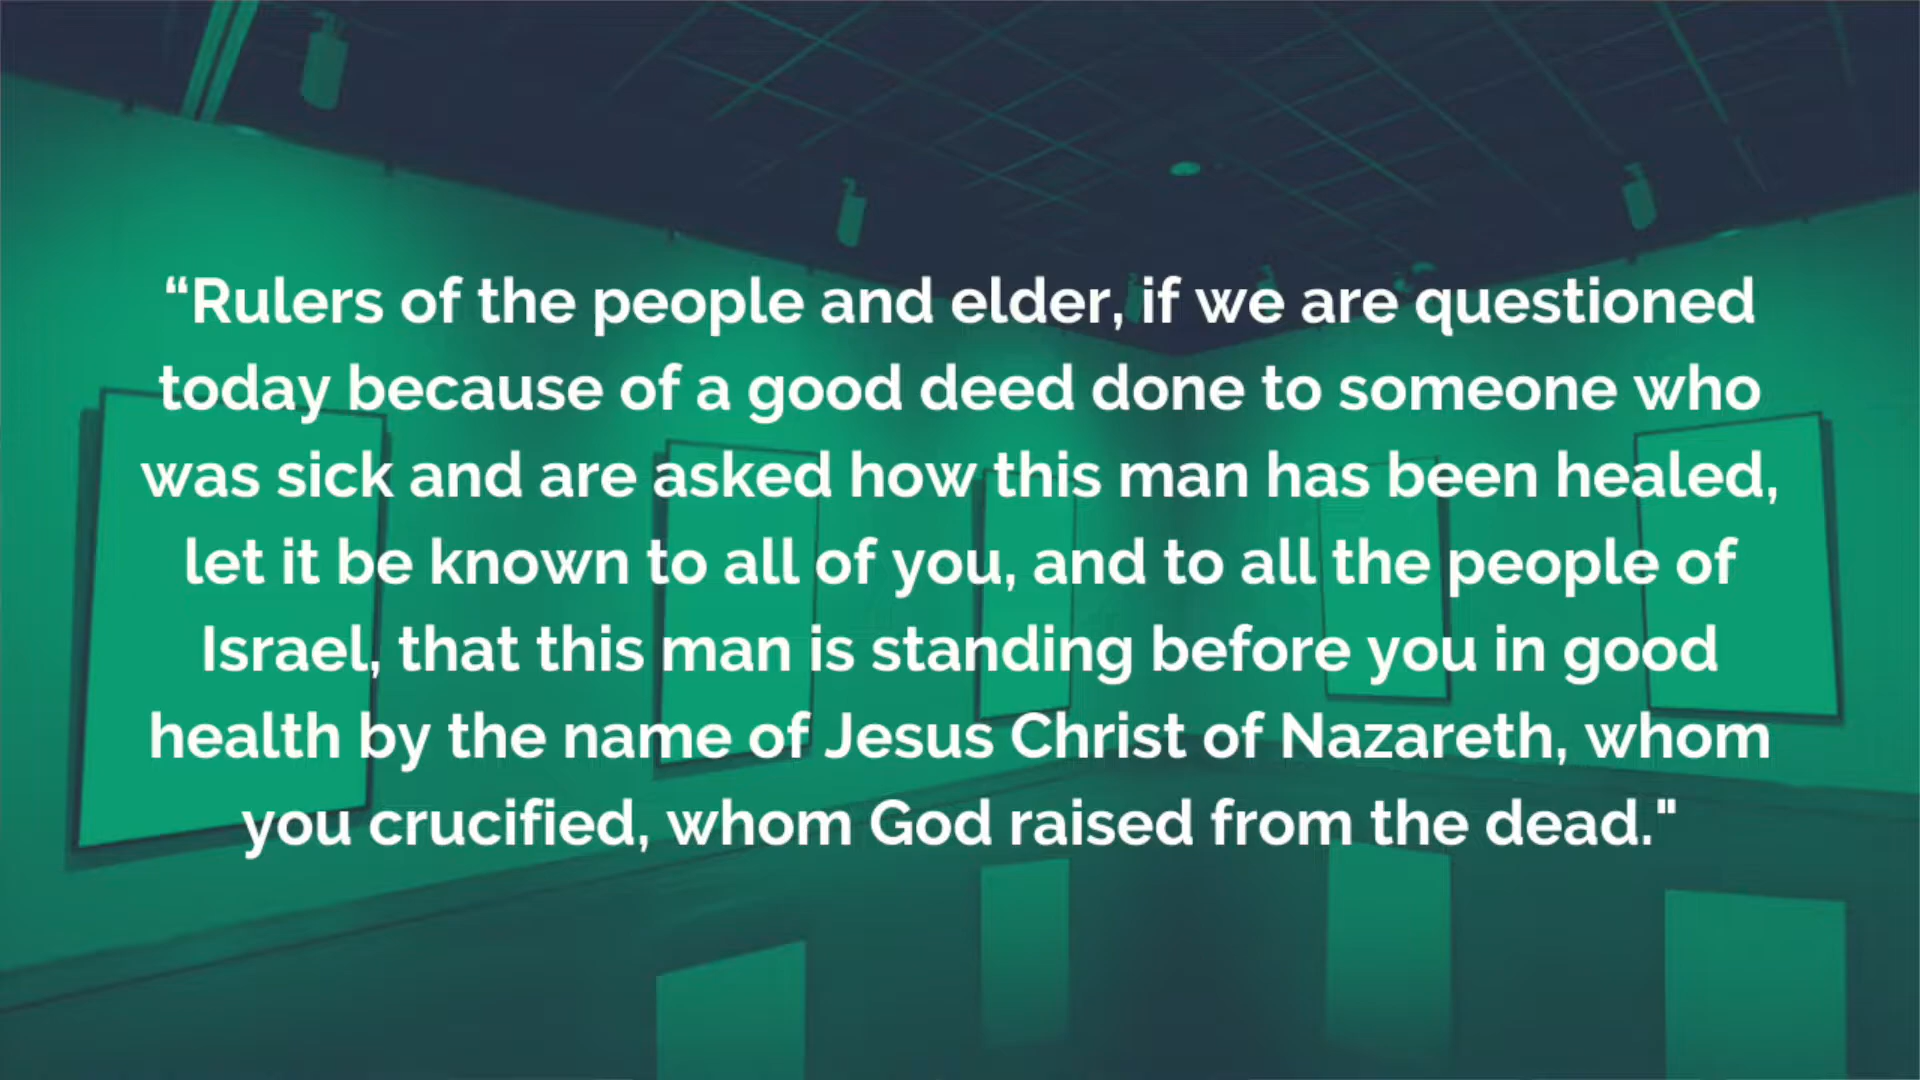 “Rulers of the people and elder, if we are questioned
today because of a good deed done to someone who
was sick and are asked how this man has been healed,
let it be known to all of you, and to all the people of
Israel, that this man is standing before you in good
health by the name of Jesus Christ of Nazareth, whom
you crucified, whom God raised from the dead."